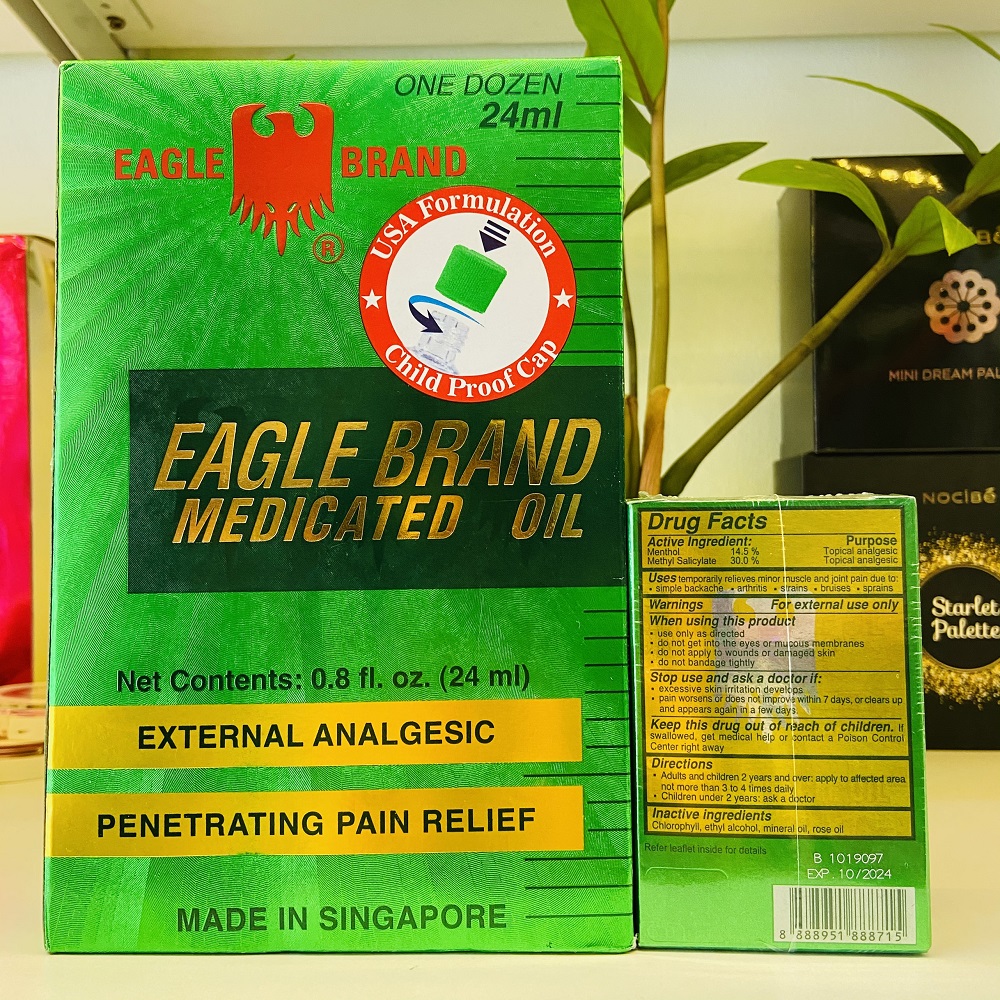 ONE DOZEN
24ml
EAGLE BRAND
®
USA Formulation
Child Proof Cap
EAGLE BRAND
MEDICATED OIL
Net Contents: 0.8 fl. oz. (24 ml)
EXTERNAL ANALGESIC
PENETRATING PAIN RELIEF
MADE IN SINGAPORE
Drug Facts
Active Ingredient: Purpose
Menthol 14.5 % Topical analgesic
Methyl Salicylate 30.0 % Topical analgesic
Uses temporarily relieves minor muscle and joint pain due to:
• simple backache • arthritis • strains • bruises • sprains
Warnings For external use only
When using this product
• use only as directed
• do not get into the eyes or mucous membranes
• do not apply to wounds or damaged skin
• do not bandage tightly
Stop use and ask a doctor if:
• excessive skin irritation develops
• pain worsens or does not improve within 7 days, or clears up
and appears again in a few days.
Keep this drug out of reach of children. If
swallowed, get medical help or contact a Poison Control
Center right away
Directions
• Adults and children 2 years and over: apply to affected area
not more than 3 to 4 times daily
• Children under 2 years: ask a doctor
Inactive ingredients
Chlorophyll, ethyl alcohol, mineral oil, rose oil
Refer leaflet inside for details
B 1019097
EXP. 10/2024
8 888951 888715
MINI DREAM PAL
NOCIBÉ
Starlet
Palette